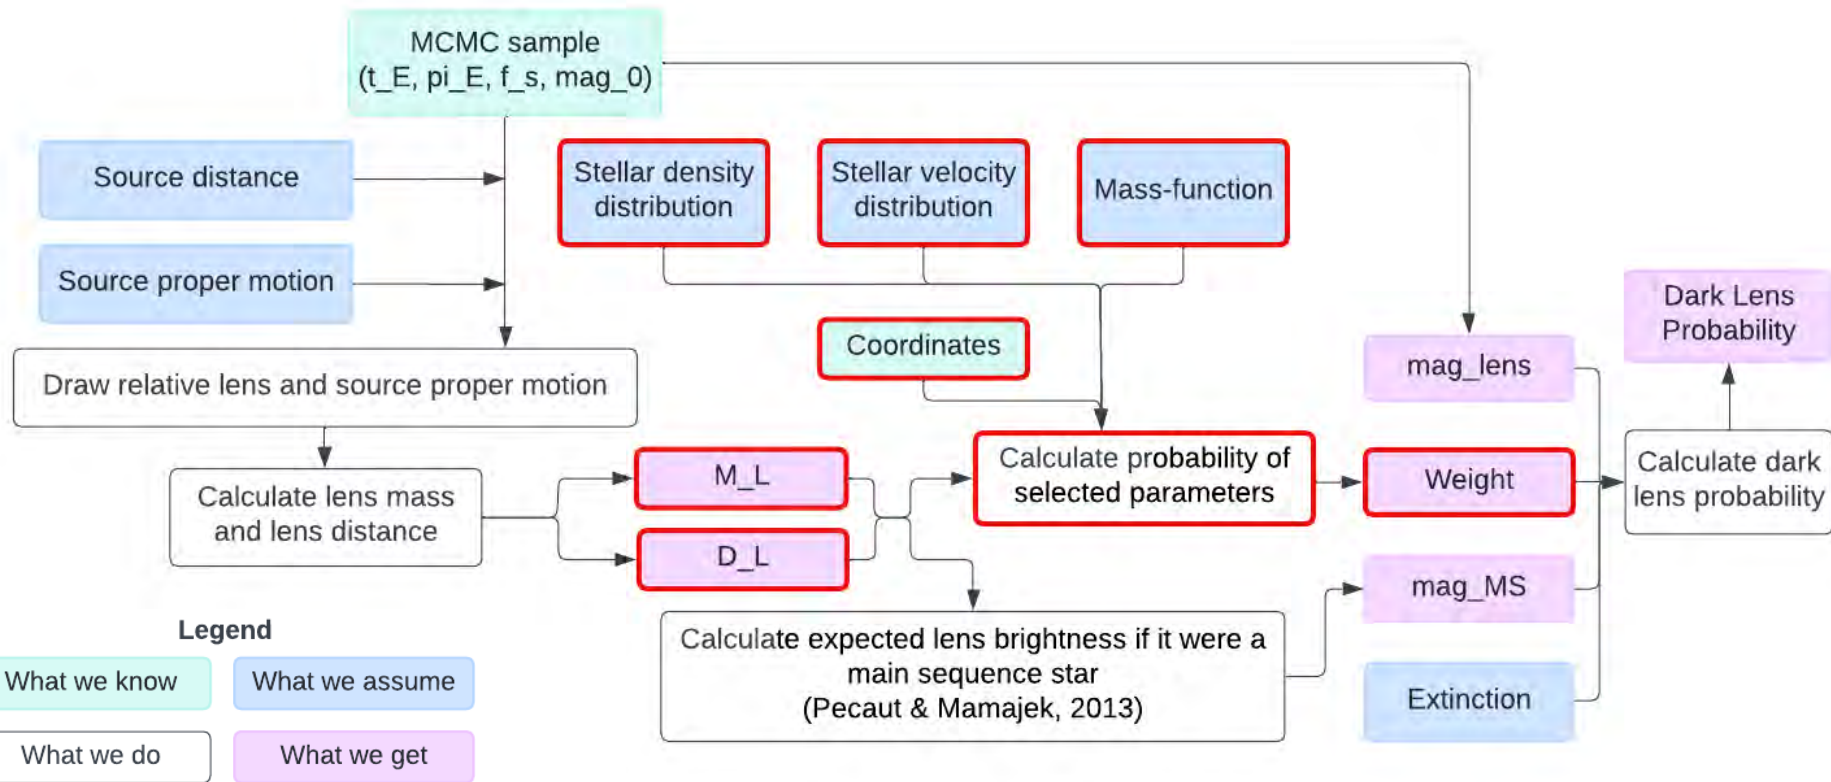 MCMC sample
(t_E, pi_E, f_s, mag_0)
Source distance
Source proper motion
Stellar density
distribution
Stellar velocity
distribution
Mass-function
Coordinates
Draw relative lens and source proper motion
Calculate lens mass
and lens distance
M_L
D_L
Calculate probability of
selected parameters
Calculate expected lens brightness if it were a
main sequence star
(Pecaut & Mamajek, 2013)
mag_lens
Weight
mag_MS
Extinction
Dark Lens
Probability
Calculate dark
lens probability
Legend
What we know
What we assume
What we do
What we get